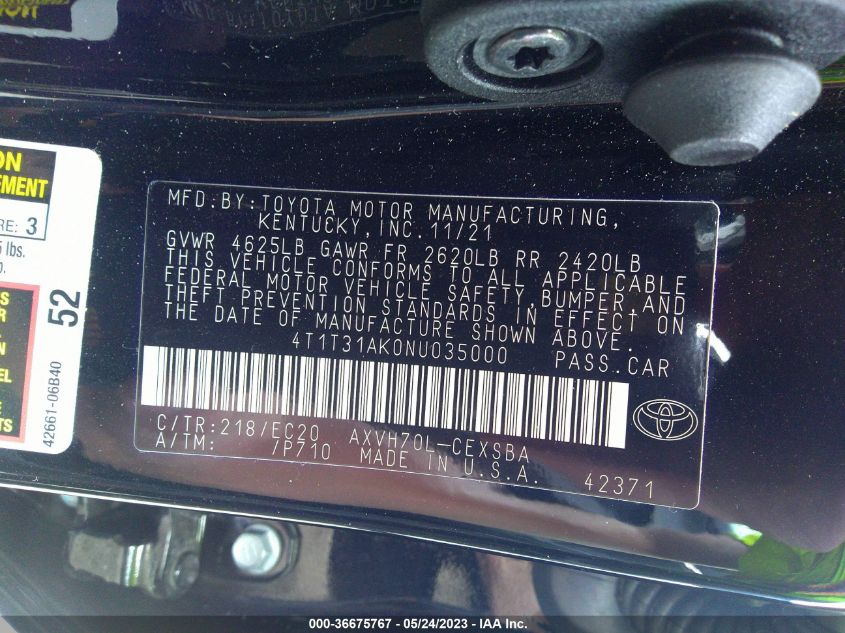 ON
EMENT
RE: 3
lbs.
52
42661-06B40
MFD.BY:TOYOTA MOTOR MANUFACTURING,
KENTUCKY, INC. 11/21
GVWR 4625LB GAWR FR 2620LB RR 2420LB
THIS VEHICLE CONFORMS TO ALL APPLICABLE
FEDERAL MOTOR VEHICLE SAFETY, BUMPER, AND
THEFT PREVENTION STANDARDS IN EFFECT ON
THE DATE OF MANUFACTURE SHOWN ABOVE.
4T1T31AK0NU035000 PASS.CAR
C/TR:218/EC20 AXVH70L-CEXSBA
A/TM: /P710 MADE IN U.S.A.
42371
000-36675767 - 05/24/2023 - IAA Inc.